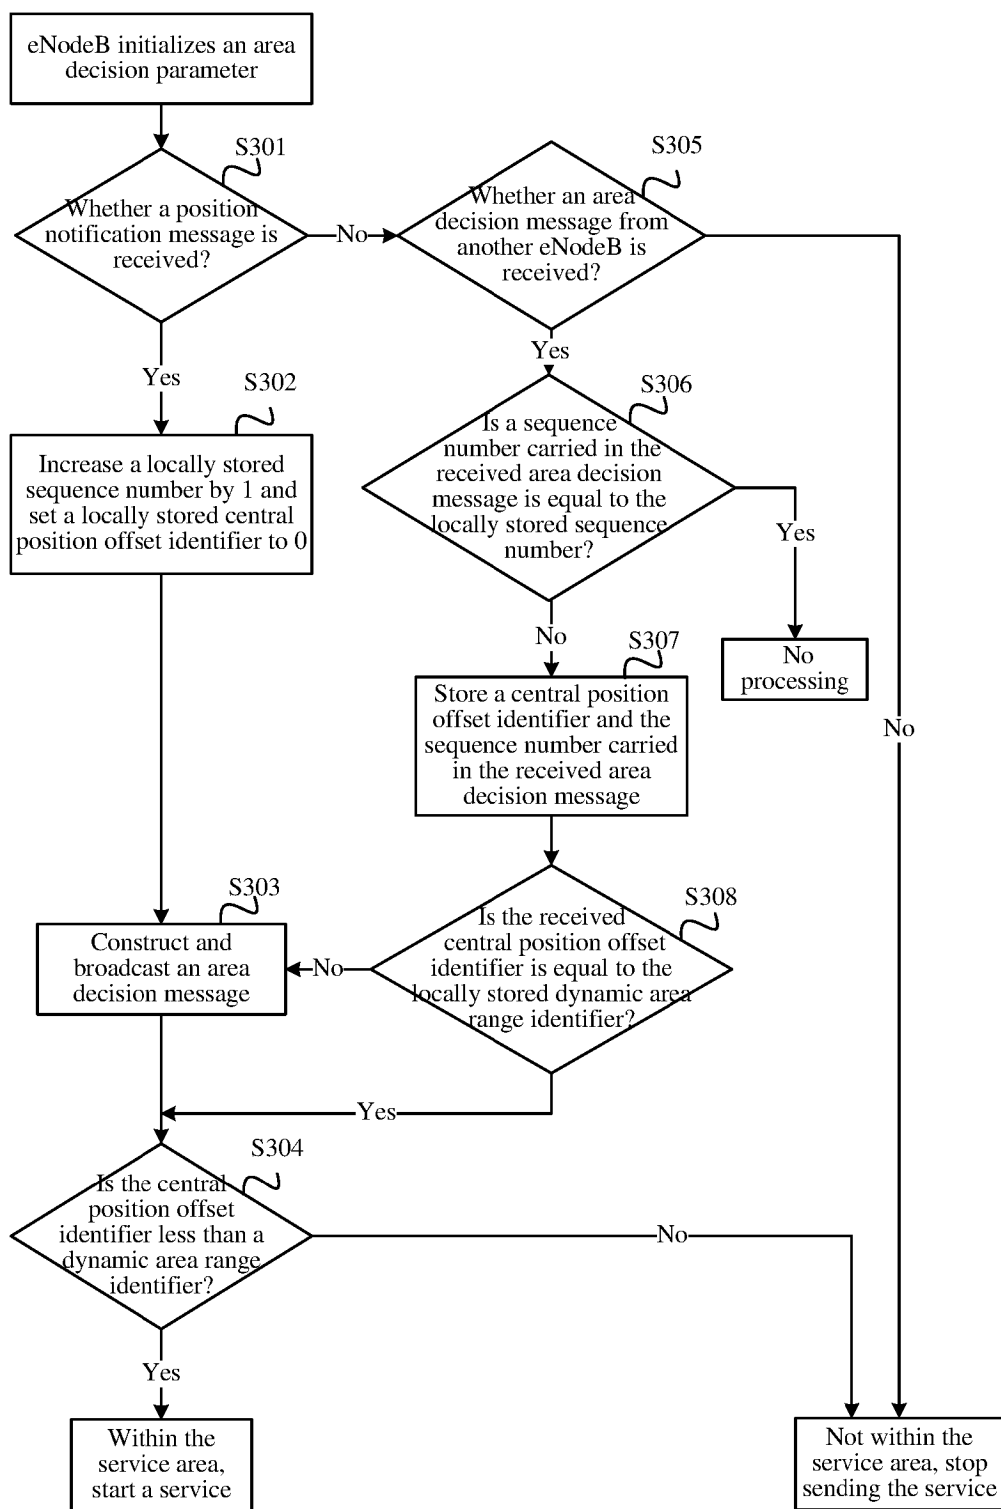 eNodeB initializes an area
decision parameter
S301
Whether a position
notification message is
received?
No
S305
Whether an area
decision message from
another eNodeB is
received?
Yes
Yes
S302
Increase a locally stored
sequence number by 1 and
set a locally stored central
position offset identifier to 0
S306
Is a sequence
number carried in the
received area decision
message is equal to the
locally stored sequence
number?
Yes
No
processing
No
S307
Store a central position
offset identifier and the
sequence number carried
in the received area
decision message
No
S303
Construct and
broadcast an area
decision message
No
S308
Is the received
central position offset
identifier is equal to the
locally stored dynamic area
range identifier?
Yes
S304
Is the central
position offset
identifier less than a
dynamic area range
identifier?
No
Yes
Within the
service area,
start a service
Not within the
service area, stop
sending the service